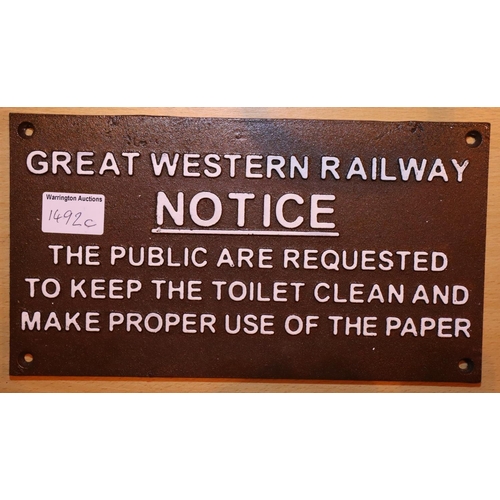 GREAT WESTERN RAILWAY
Warrington Auctions
1492c
NOTICE
THE PUBLIC ARE REQUESTED
TO KEEP THE TOILET CLEAN AND
MAKE PROPER USE OF THE PAPER